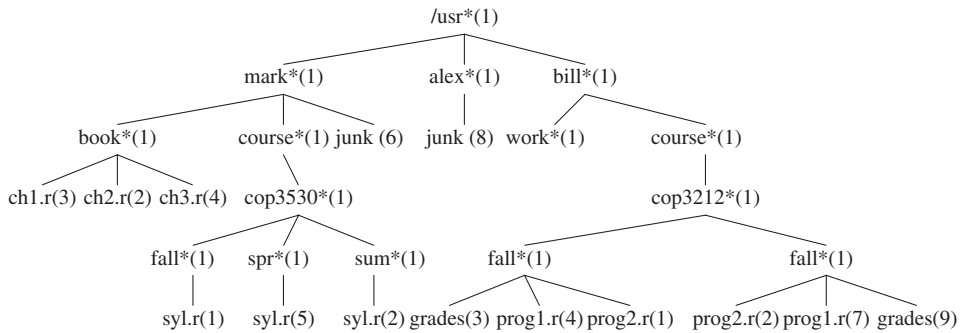 /usr*(1)
mark*(1) alex*(1) bill*(1)
book*(1) course*(1) junk (6) junk (8) work*(1) course*(1)
ch1.r(3) ch2.r(2) ch3.r(4) cop3530*(1) cop3212*(1)
fall*(1) spr*(1) sum*(1) fall*(1) fall*(1)
syl.r(1) syl.r(5) syl.r(2) grades(3) prog1.r(4) prog2.r(1) prog2.r(2) prog1.r(7) grades(9)